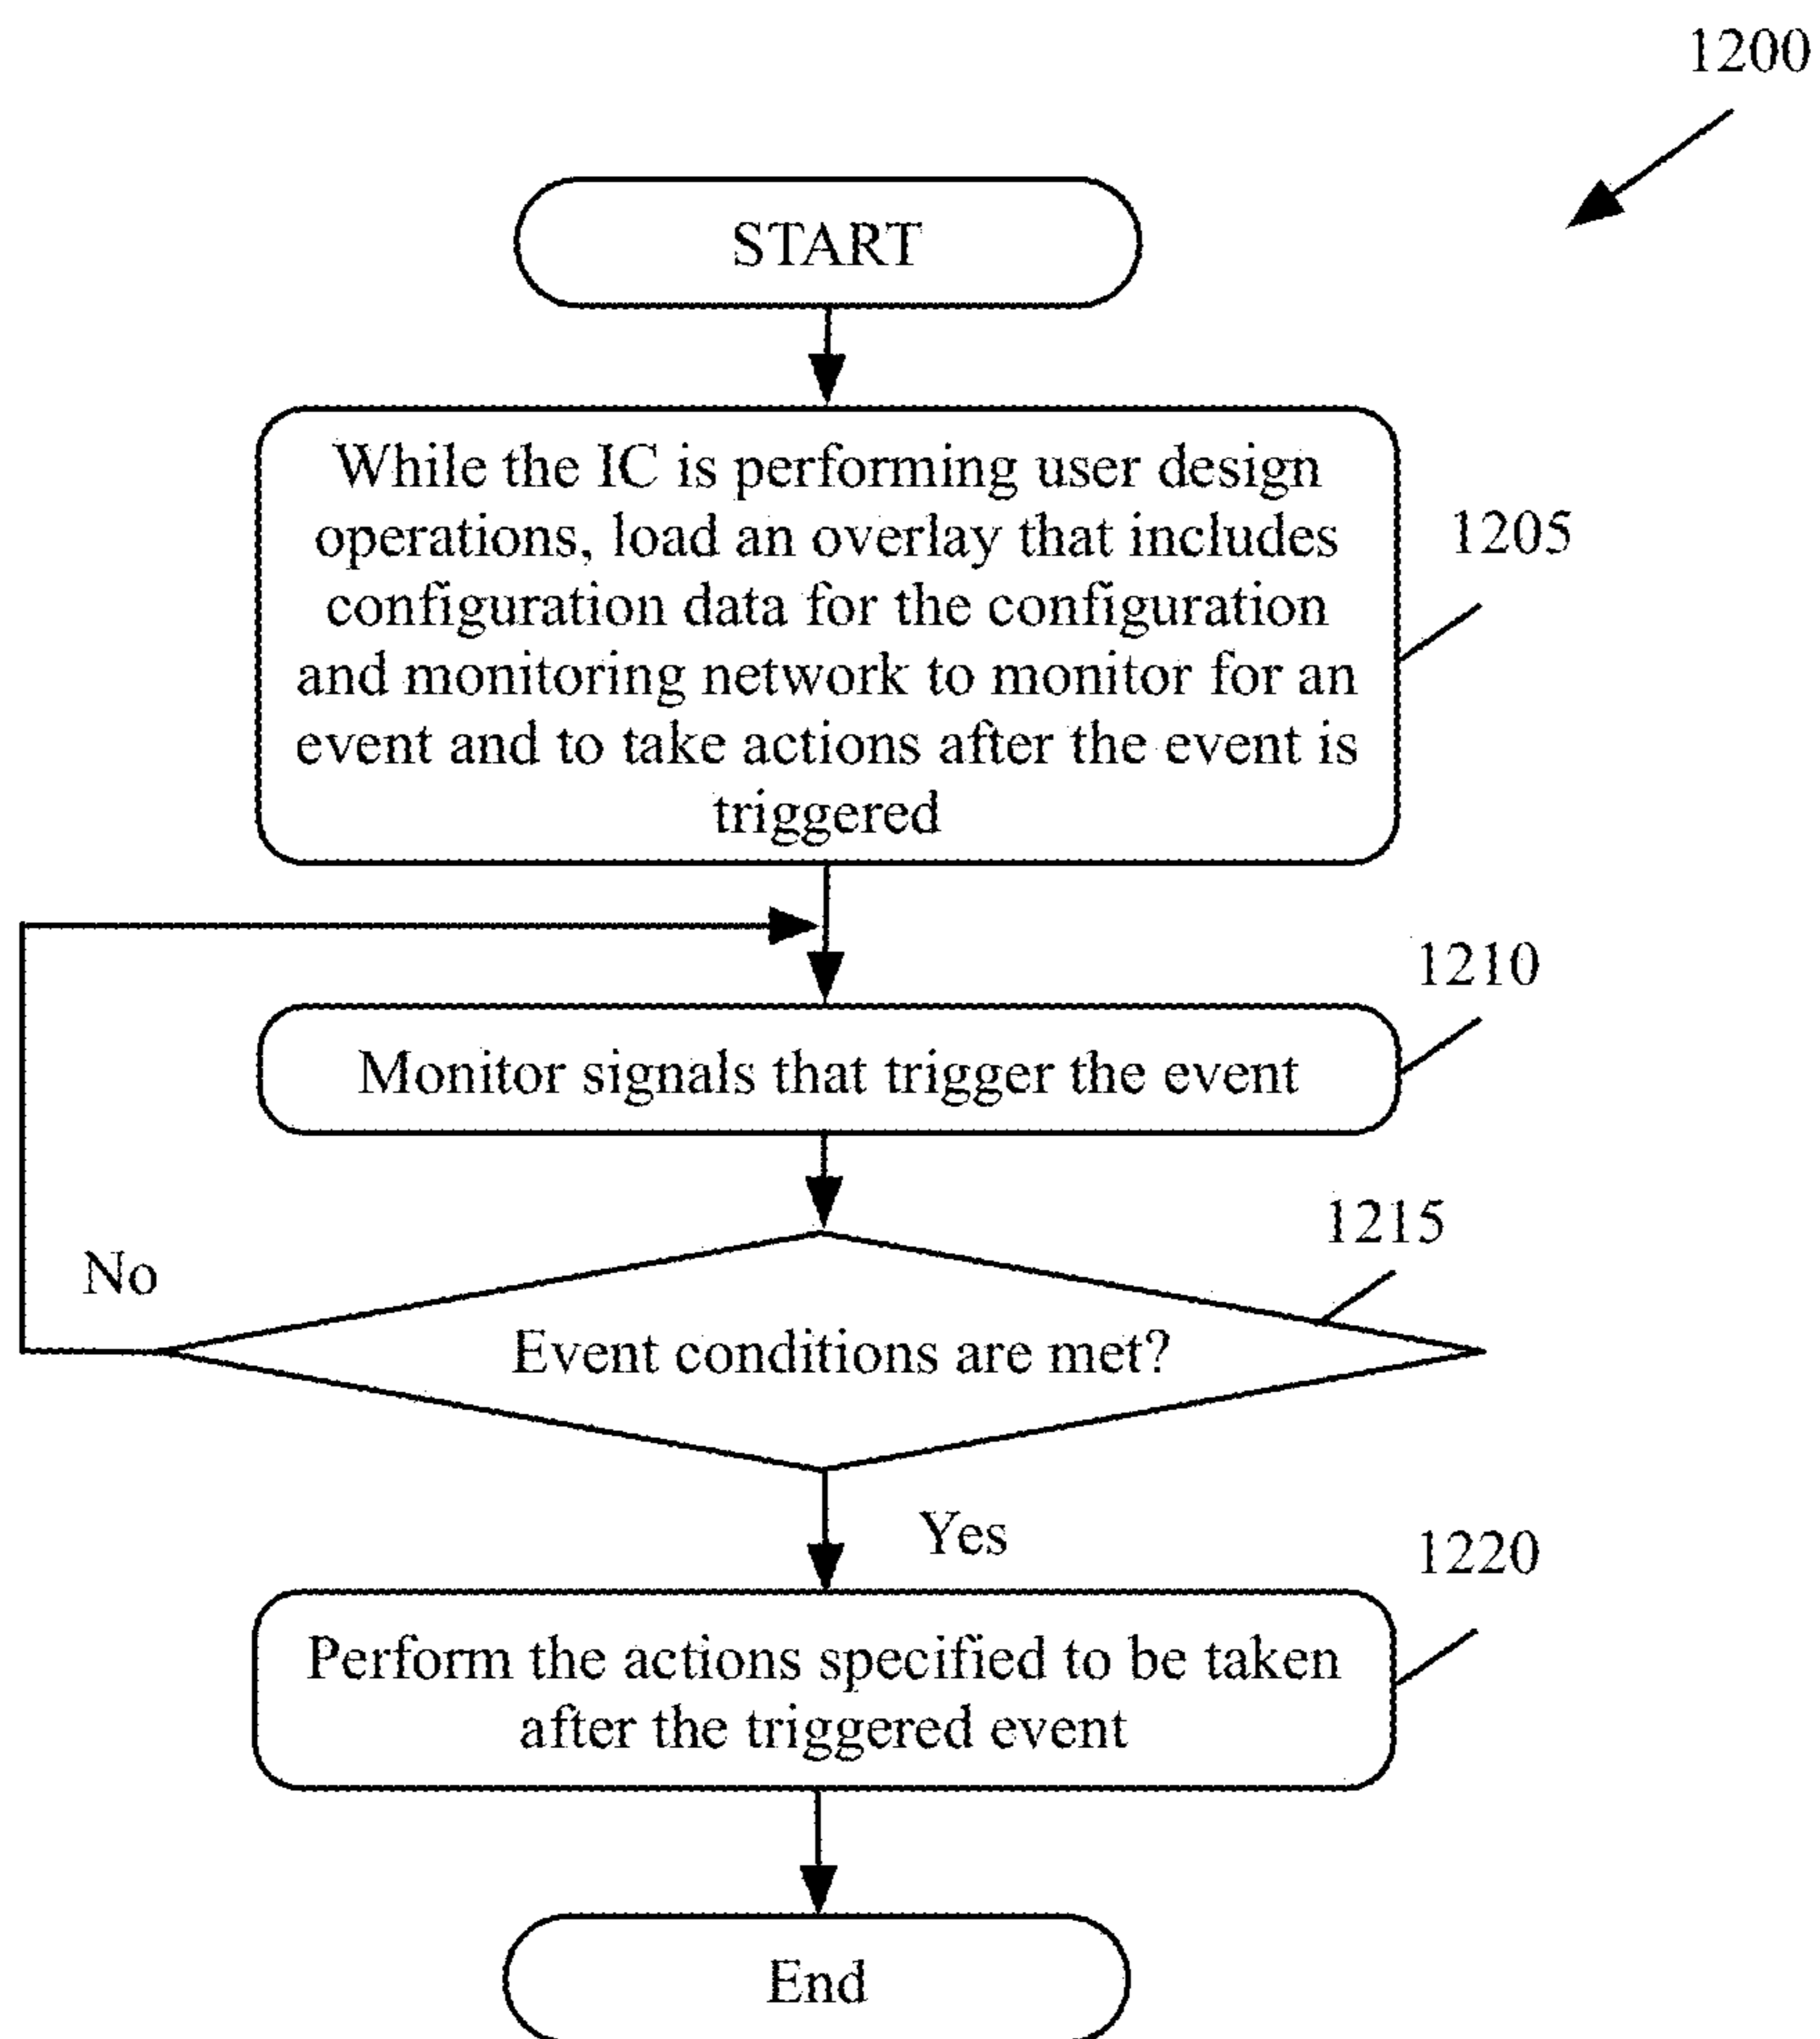 1200
START
While the IC is performing user design
operations, load an overlay that includes
configuration data for the configuration
and monitoring network to monitor for an
event and to take actions after the event is
triggered
1205
1210
Monitor signals that trigger the event
1215
No
Event conditions are met?
Yes
1220
Perform the actions specified to be taken
after the triggered event
End